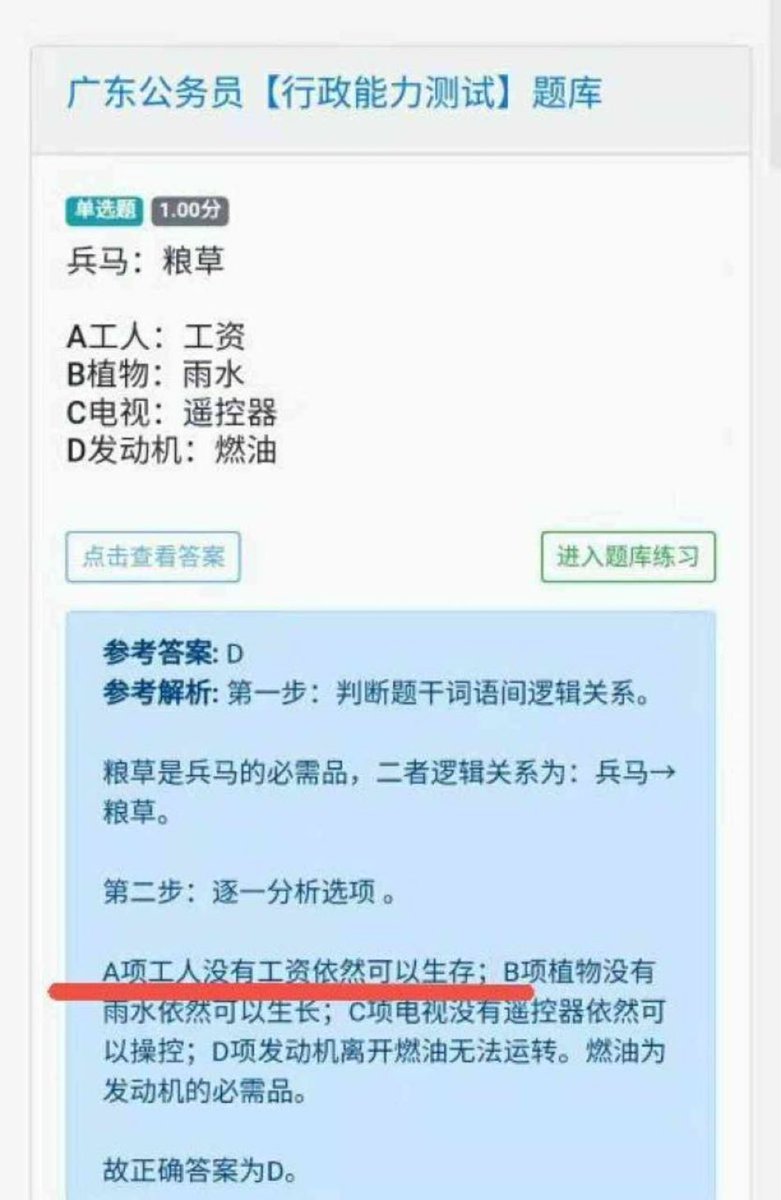 广东公务员【行政能力测试】题库
单选题 1.00分
兵马：粮草
A工人：工资
B植物：雨水
C电视：遥控器
D发动机：燃油
点击查看答案 进入题库练习
参考答案: D
参考解析: 第一步：判断题干词语间逻辑关系。
粮草是兵马的必需品，二者逻辑关系为：兵马→
粮草。
第二步：逐一分析选项 。
A项工人没有工资依然可以生存；B项植物没有
雨水依然可以生长；C项电视没有遥控器依然可
以操控；D项发动机离开燃油无法运转。燃油为
发动机的必需品。
故正确答案为D。